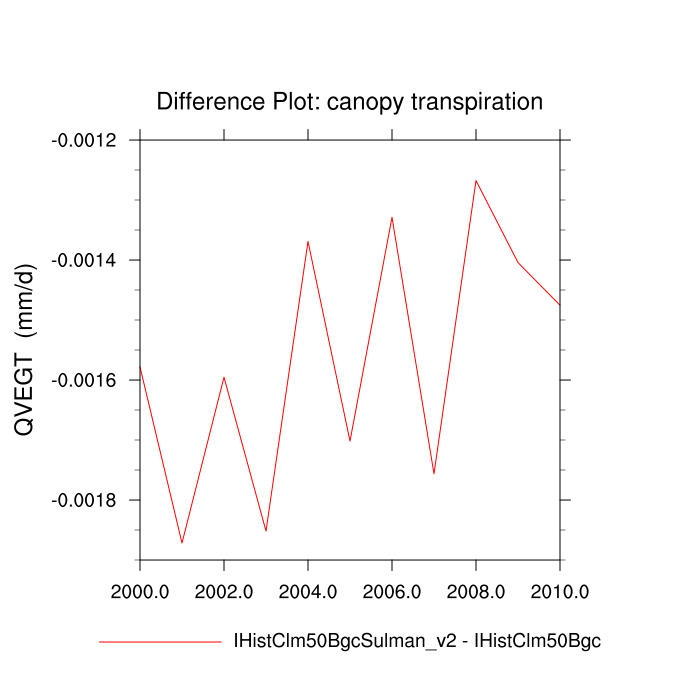 Difference Plot: canopy transpiration
-0.0012
-0.0014
-0.0016
-0.0018
QVEGT (mm/d)
2000.0 2002.0 2004.0 2006.0 2008.0 2010.0
IHistClm50BgcSulman_v2 - IHistClm50Bgc